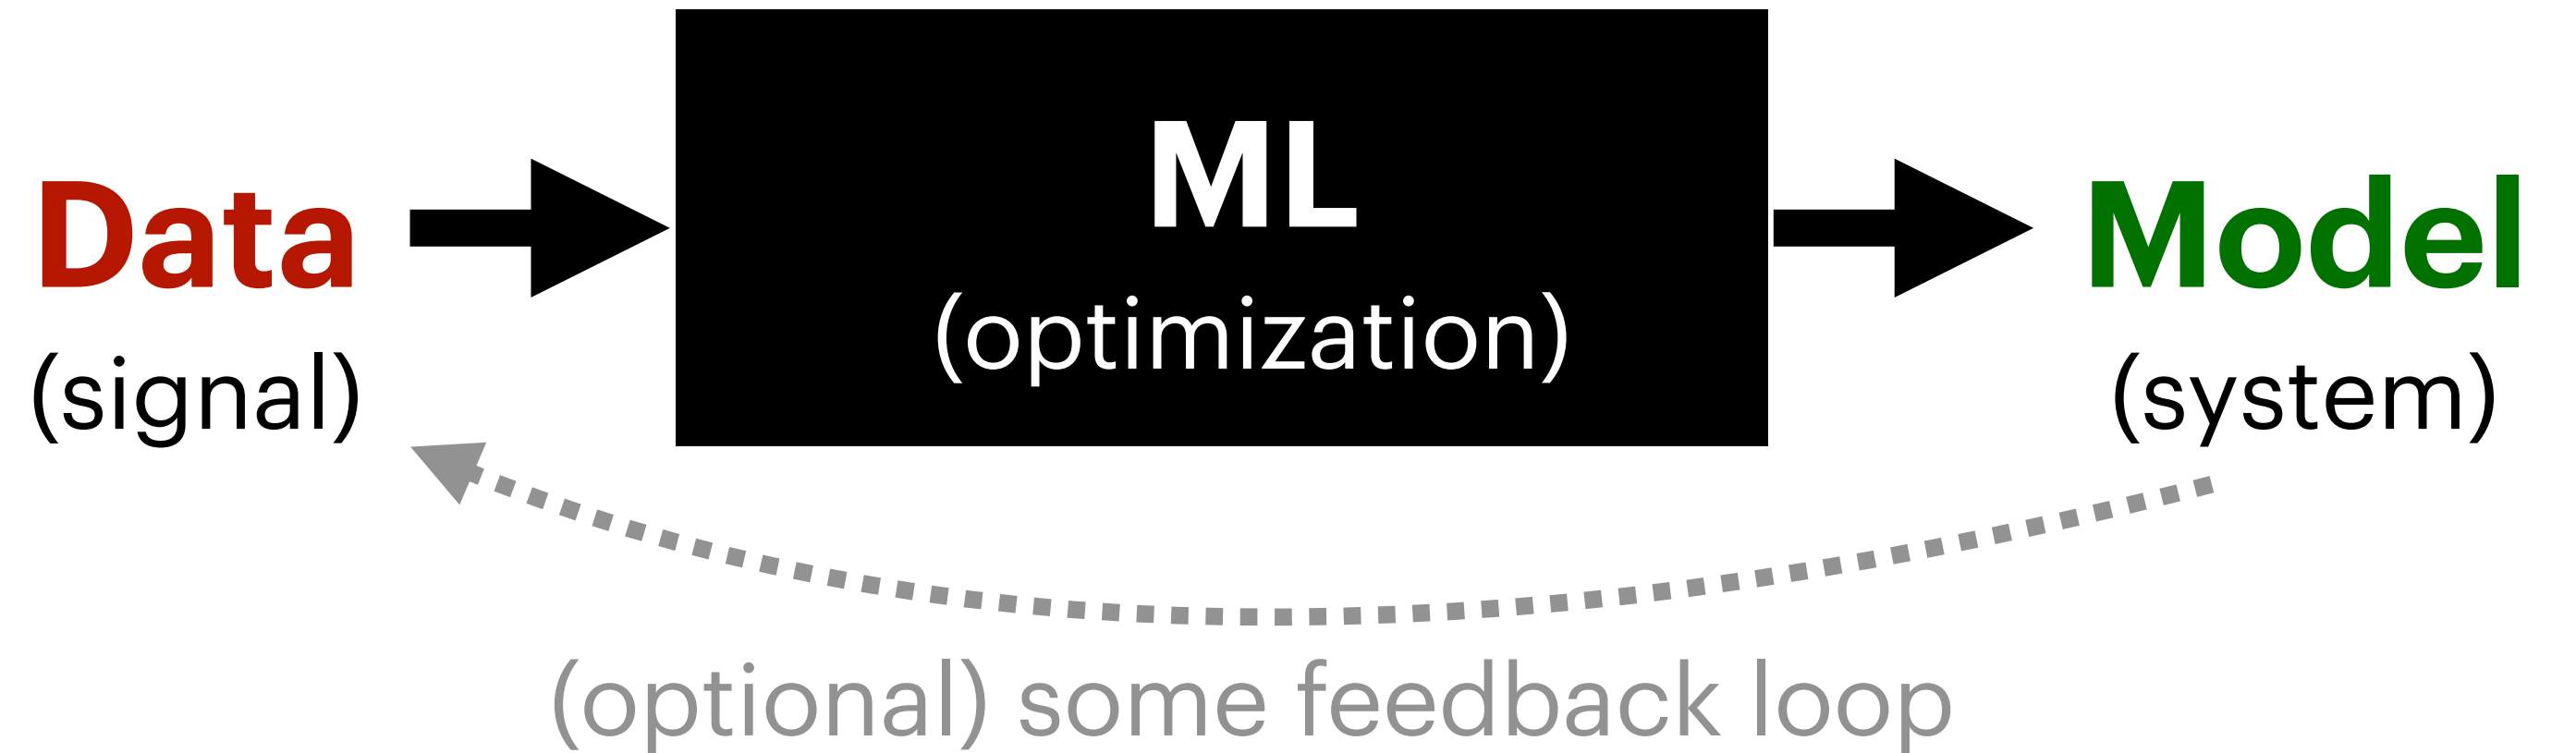 Data
(signal)
ML
(optimization)
Model
(system)
(optional) some feedback loop